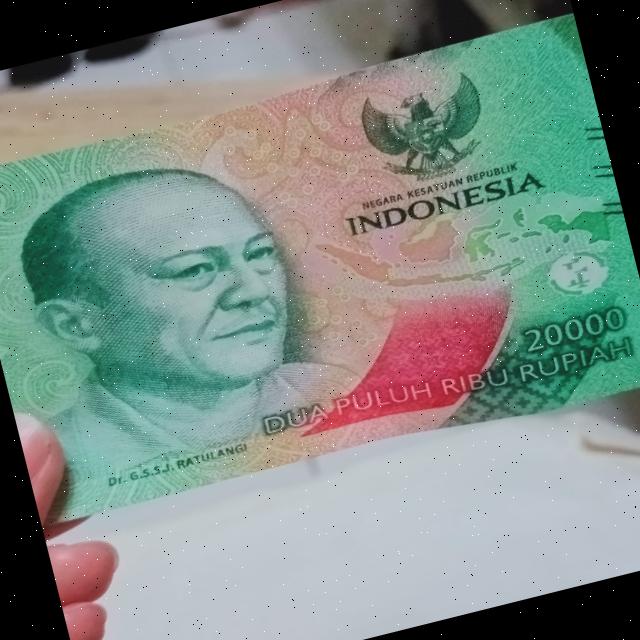 NEGARA KESATUAN REPUBLIK
INDONESIA
20000
DUA PULUH RIBU RUPIAH
Dr. G.S.S.J. RATULANGI